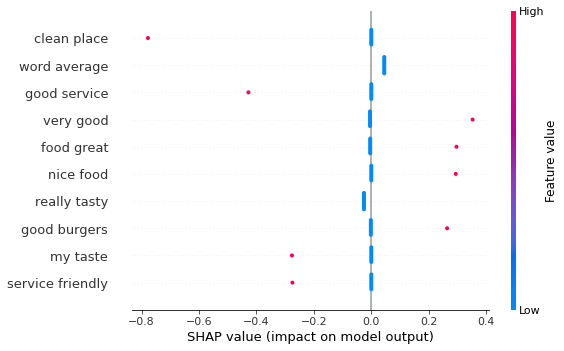 High
clean place
word average
good service
very good
food great
nice food
really tasty
good burgers
my taste
service friendly
Feature value
Low
−0.8 −0.6 −0.4 −0.2 0.0 0.2 0.4
SHAP value (impact on model output)